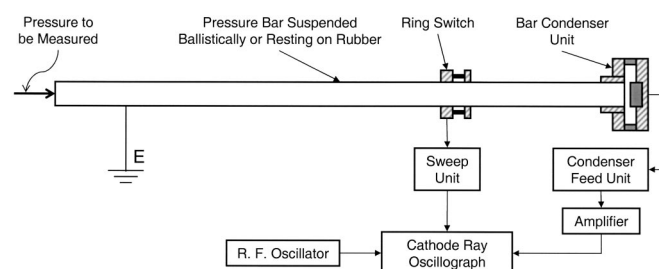 Pressure to
be Measured
Pressure Bar Suspended
Ballistically or Resting on Rubber
Ring Switch
Bar Condenser
Unit
E
Sweep
Unit
Condenser
Feed Unit
Amplifier
R. F. Oscillator
Cathode Ray
Oscillograph